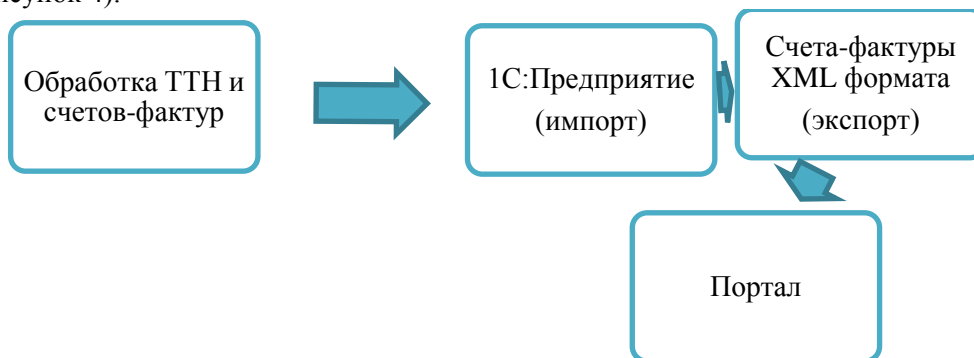 Обработка ТТН и
счетов-фактур
1С:Предприятие
(импорт)
Счета-фактуры
XML формата
(экспорт)
Портал